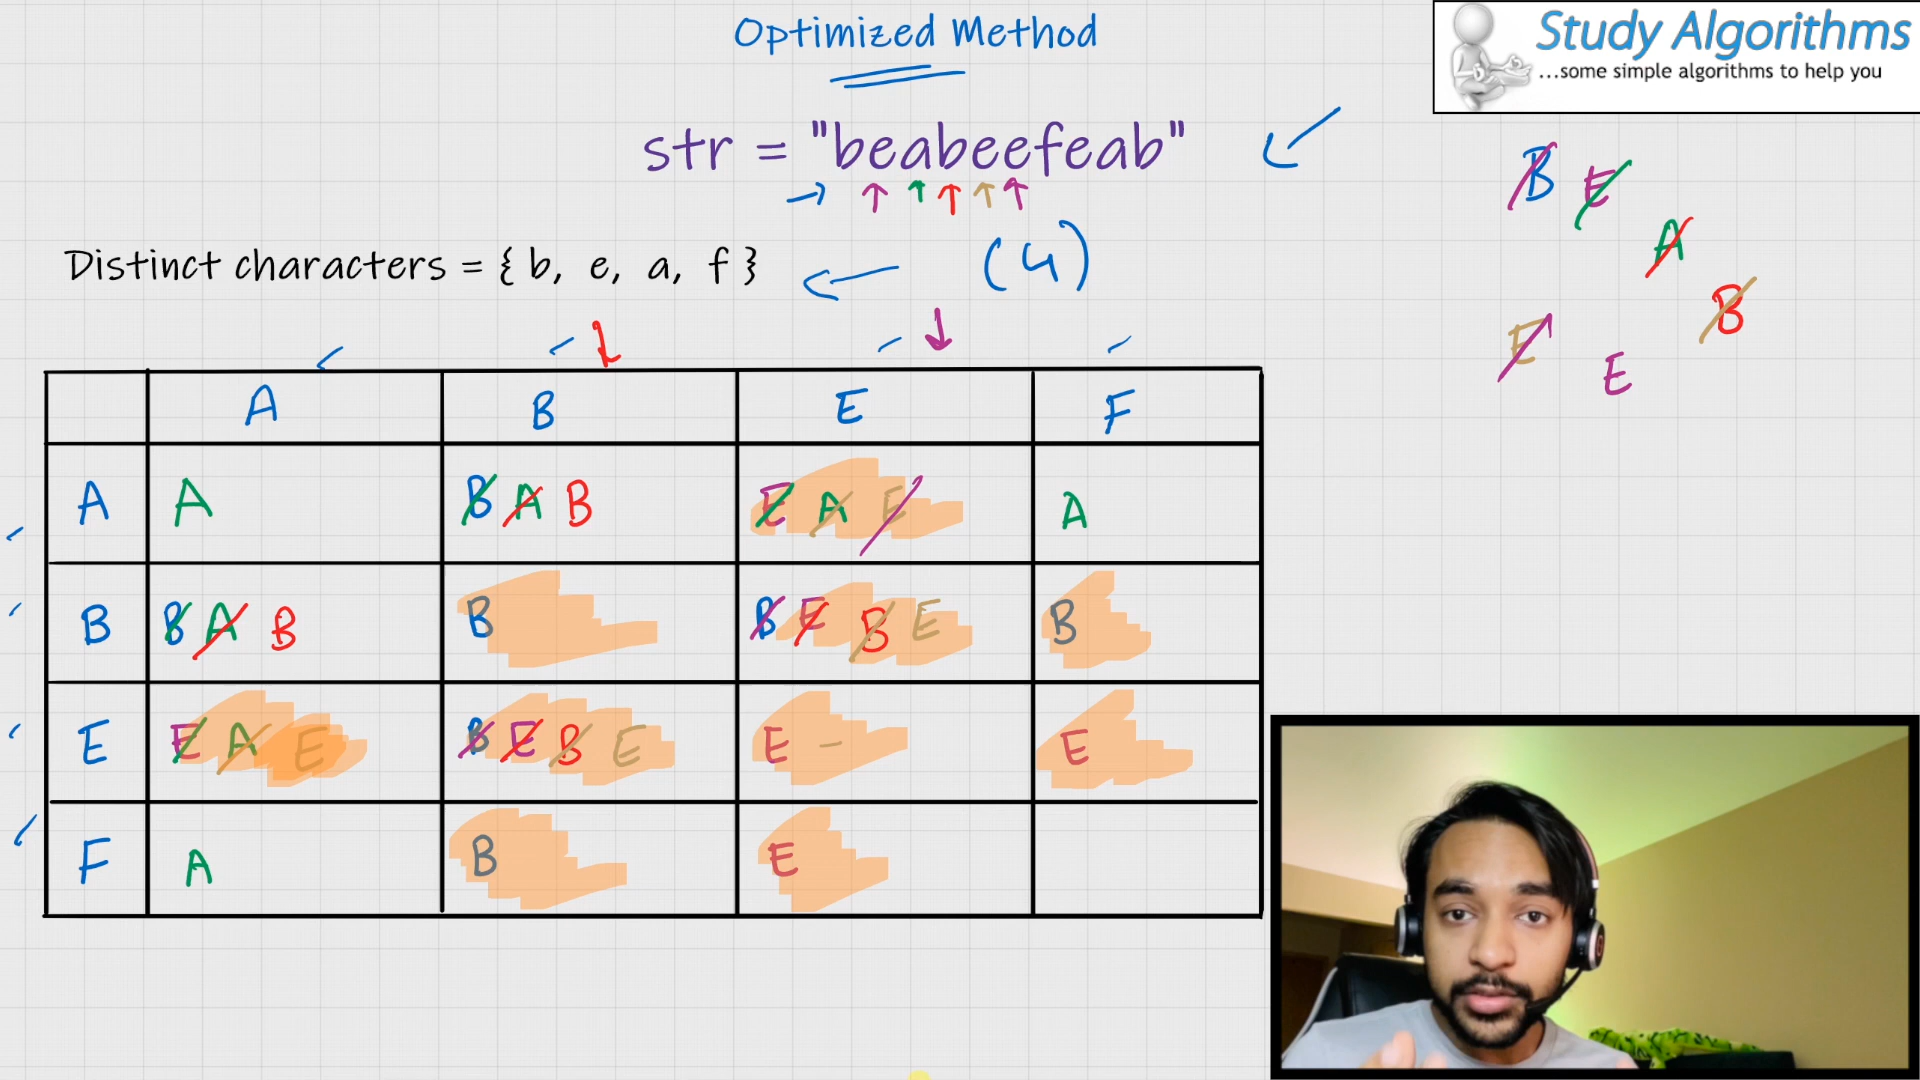 Optimized Method
Study Algorithms
...some simple algorithms to help you
str = "beabeefeab"
B E
A
B
E E
Distinct characters = { b, e, a, f }
(4)
A B E F
A A B A B E A E A
B B A B B B E B E B
E E A E B E B E E - E
F A B E